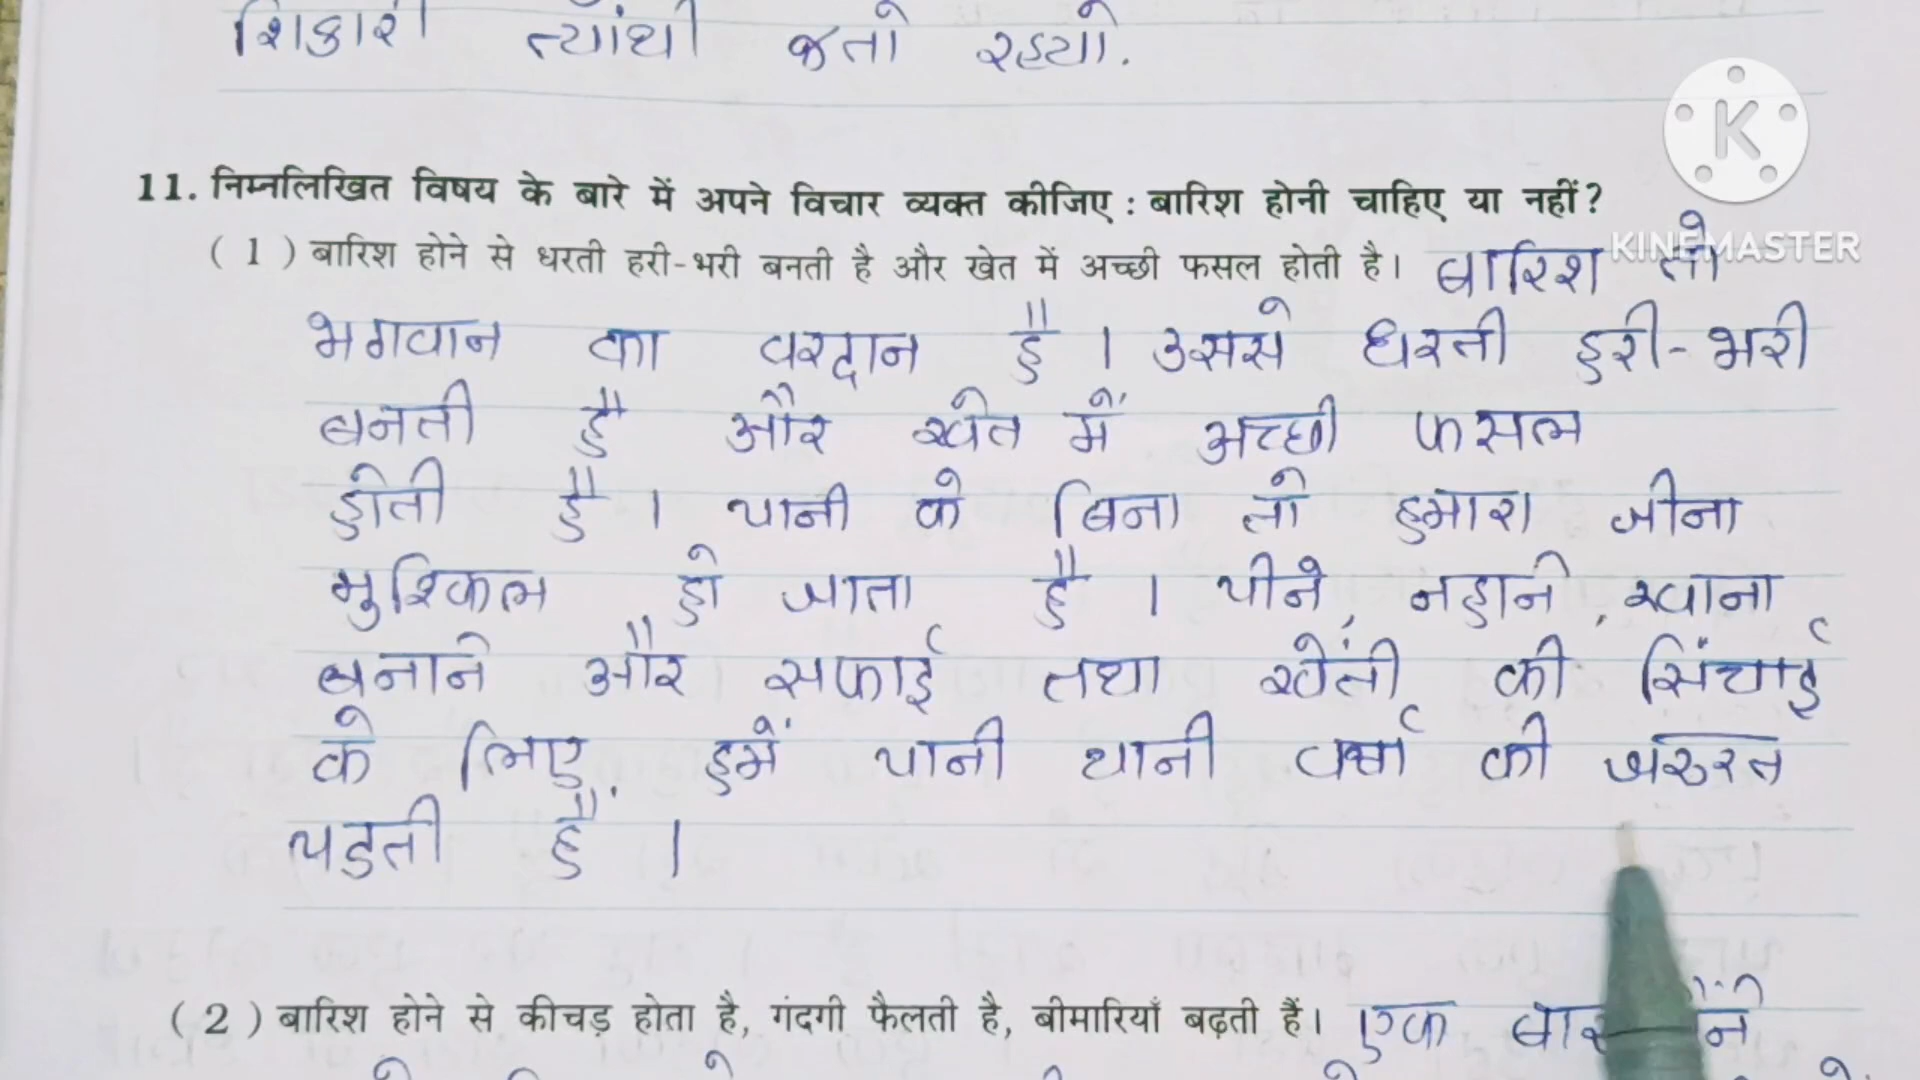 शिकारी त्यांथी जतो रहयो.
K
KINEMASTER
11. निम्नलिखित विषय के बारे में अपने विचार व्यक्त कीजिए : बारिश होनी चाहिए या नहीं?
( 1 ) बारिश होने से धरती हरी-भरी बनती है और खेत में अच्छी फसल होती है। बारिश तो
भगवान का वरदान है । उससे धरती हरी-भरी
बनती है और खेत में अच्छी फसल
होती है । पानी के बिना तो हमारा जीना
मुश्किल हो जाता है । पीने, नहाने, खाना
बनाने और सफाई तथा खेंती की सिंचाई
के लिए हमें पानी यानी वर्षा की जरुरत
पडती हैं ।
( 2 ) बारिश होने से कीचड़ होता है, गंदगी फैलती है, बीमारियाँ बढ़ती हैं। एक बार